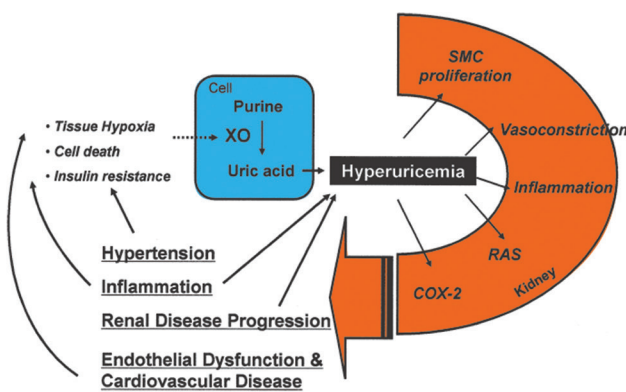 SMC
proliferation
Cell
Purine
XO
Uric acid
• Tissue Hypoxia
• Cell death
• Insulin resistance
Hyperuricemia
Vasoconstriction
Inflammation
RAS
COX-2
Kidney
Hypertension
Inflammation
Renal Disease Progression
Endothelial Dysfunction &
Cardiovascular Disease